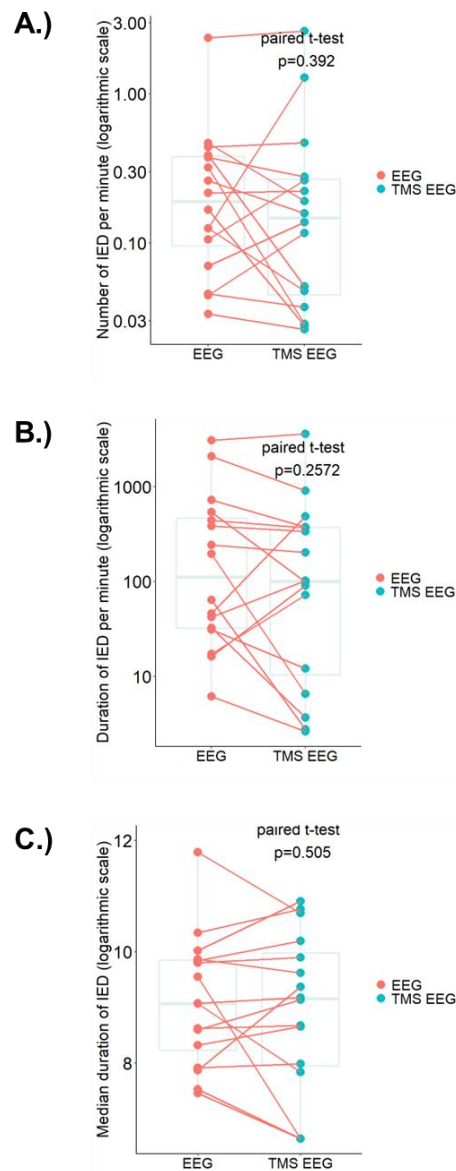 A.)
Number of IED per minute (logarithmic scale)
3.00
1.00
0.30
0.10
0.03
paired t-test
p=0.392
EEG
TMS EEG
EEG
TMS EEG
B.)
Duration of IED per minute (logarithmic scale)
1000
100
10
paired t-test
p=0.2572
EEG
TMS EEG
EEG
TMS EEG
C.)
Median duration of IED (logarithmic scale)
12
10
8
paired t-test
p=0.505
EEG
TMS EEG
EEG
TMS EEG